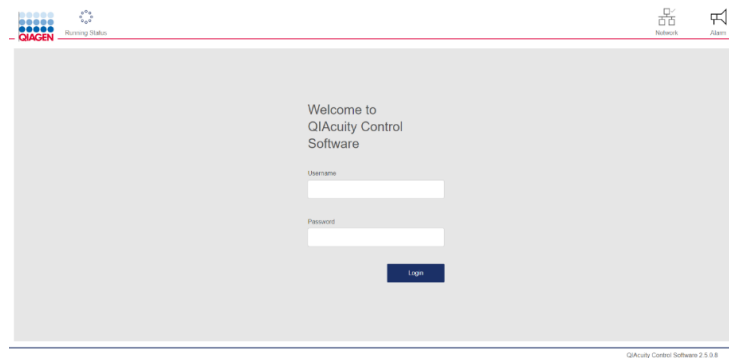 QIAGEN
Running Status
Network
Alarm
Welcome to
QIAcuity Control
Software
Username
Password
Login
QIAcuity Control Software 2.5.0.8